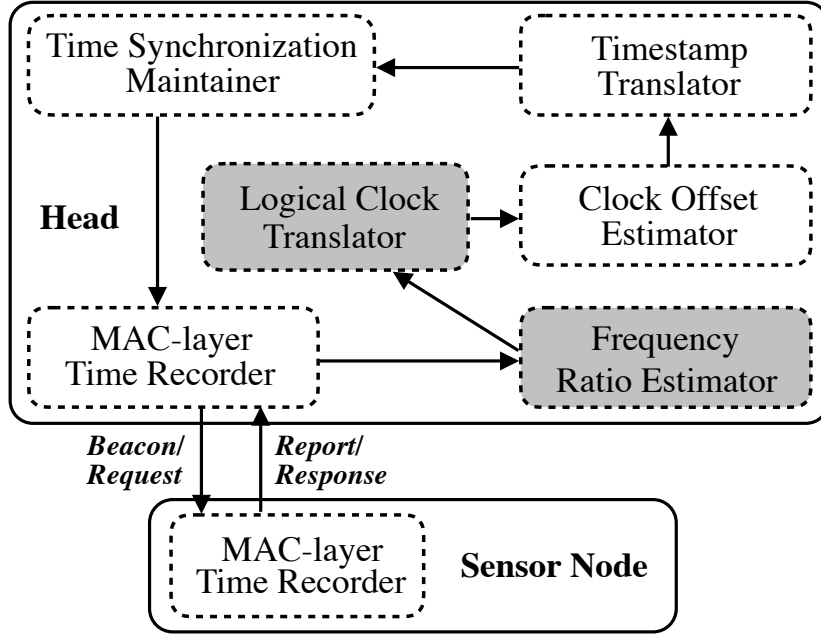 Time Synchronization
Maintainer
Timestamp
Translator
Head
Logical Clock
Translator
Clock Offset
Estimator
MAC-layer
Time Recorder
Frequency
Ratio Estimator
Beacon/
Request
Report/
Response
MAC-layer
Time Recorder
Sensor Node